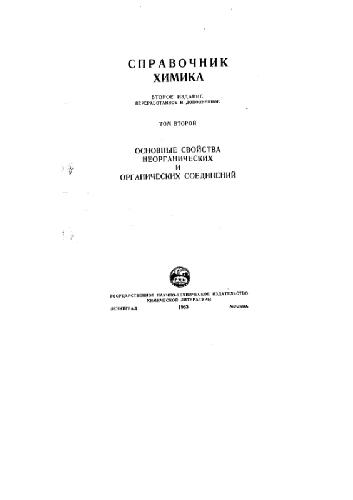 СПРАВОЧНИК
ХИМИКА
ВТОРОЕ ИЗДАНИЕ,
ПЕРЕРАБОТАННОЕ И ДОПОЛНЕННОЕ
ТОМ ВТОРОЙ
ОСНОВНЫЕ СВОЙСТВА
НЕОРГАНИЧЕСКИХ
И
ОРГАНИЧЕСКИХ СОЕДИНЕНИЙ
ГОСУДАРСТВЕННОЕ НАУЧНО-ТЕХНИЧЕСКОЕ ИЗДАТЕЛЬСТВО
ХИМИЧЕСКОЙ ЛИТЕРАТУРЫ
ЛЕНИНГРАД 1963 МОСКВА